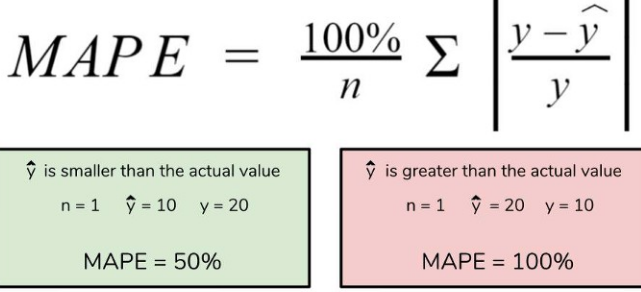 MAPE = 100%/n Σ |y − ŷ/y|
ŷ is smaller than the actual value
n = 1 ŷ = 10 y = 20
MAPE = 50%
ŷ is greater than the actual value
n = 1 ŷ = 20 y = 10
MAPE = 100%